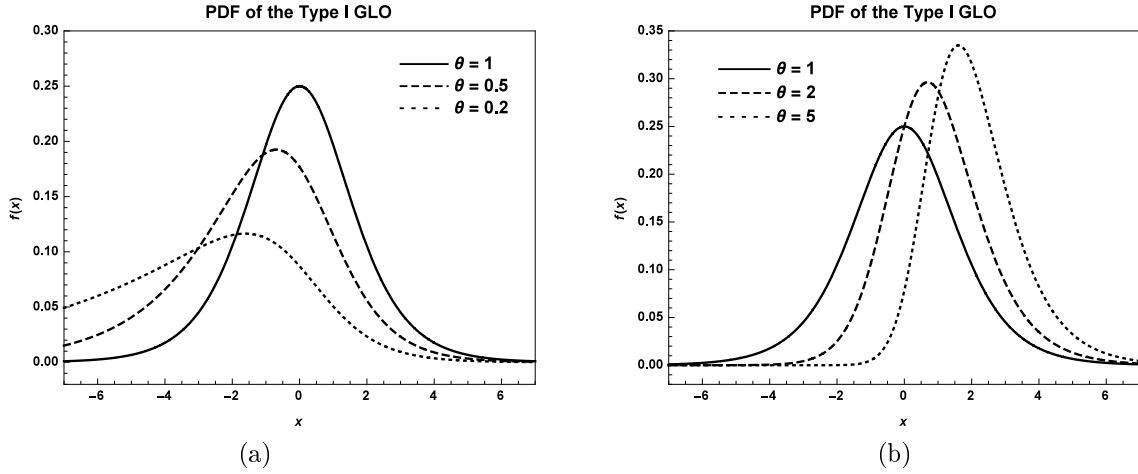 PDF of the Type I GLO
0.30
0.25
0.20
0.15
0.10
0.05
0.00
f(x)
θ = 1
θ = 0.5
θ = 0.2
−6
−4
−2
0
2
4
6
x
(a)
PDF of the Type I GLO
0.35
0.30
0.25
0.20
0.15
0.10
0.05
0.00
f(x)
θ = 1
θ = 2
θ = 5
−6
−4
−2
0
2
4
6
x
(b)